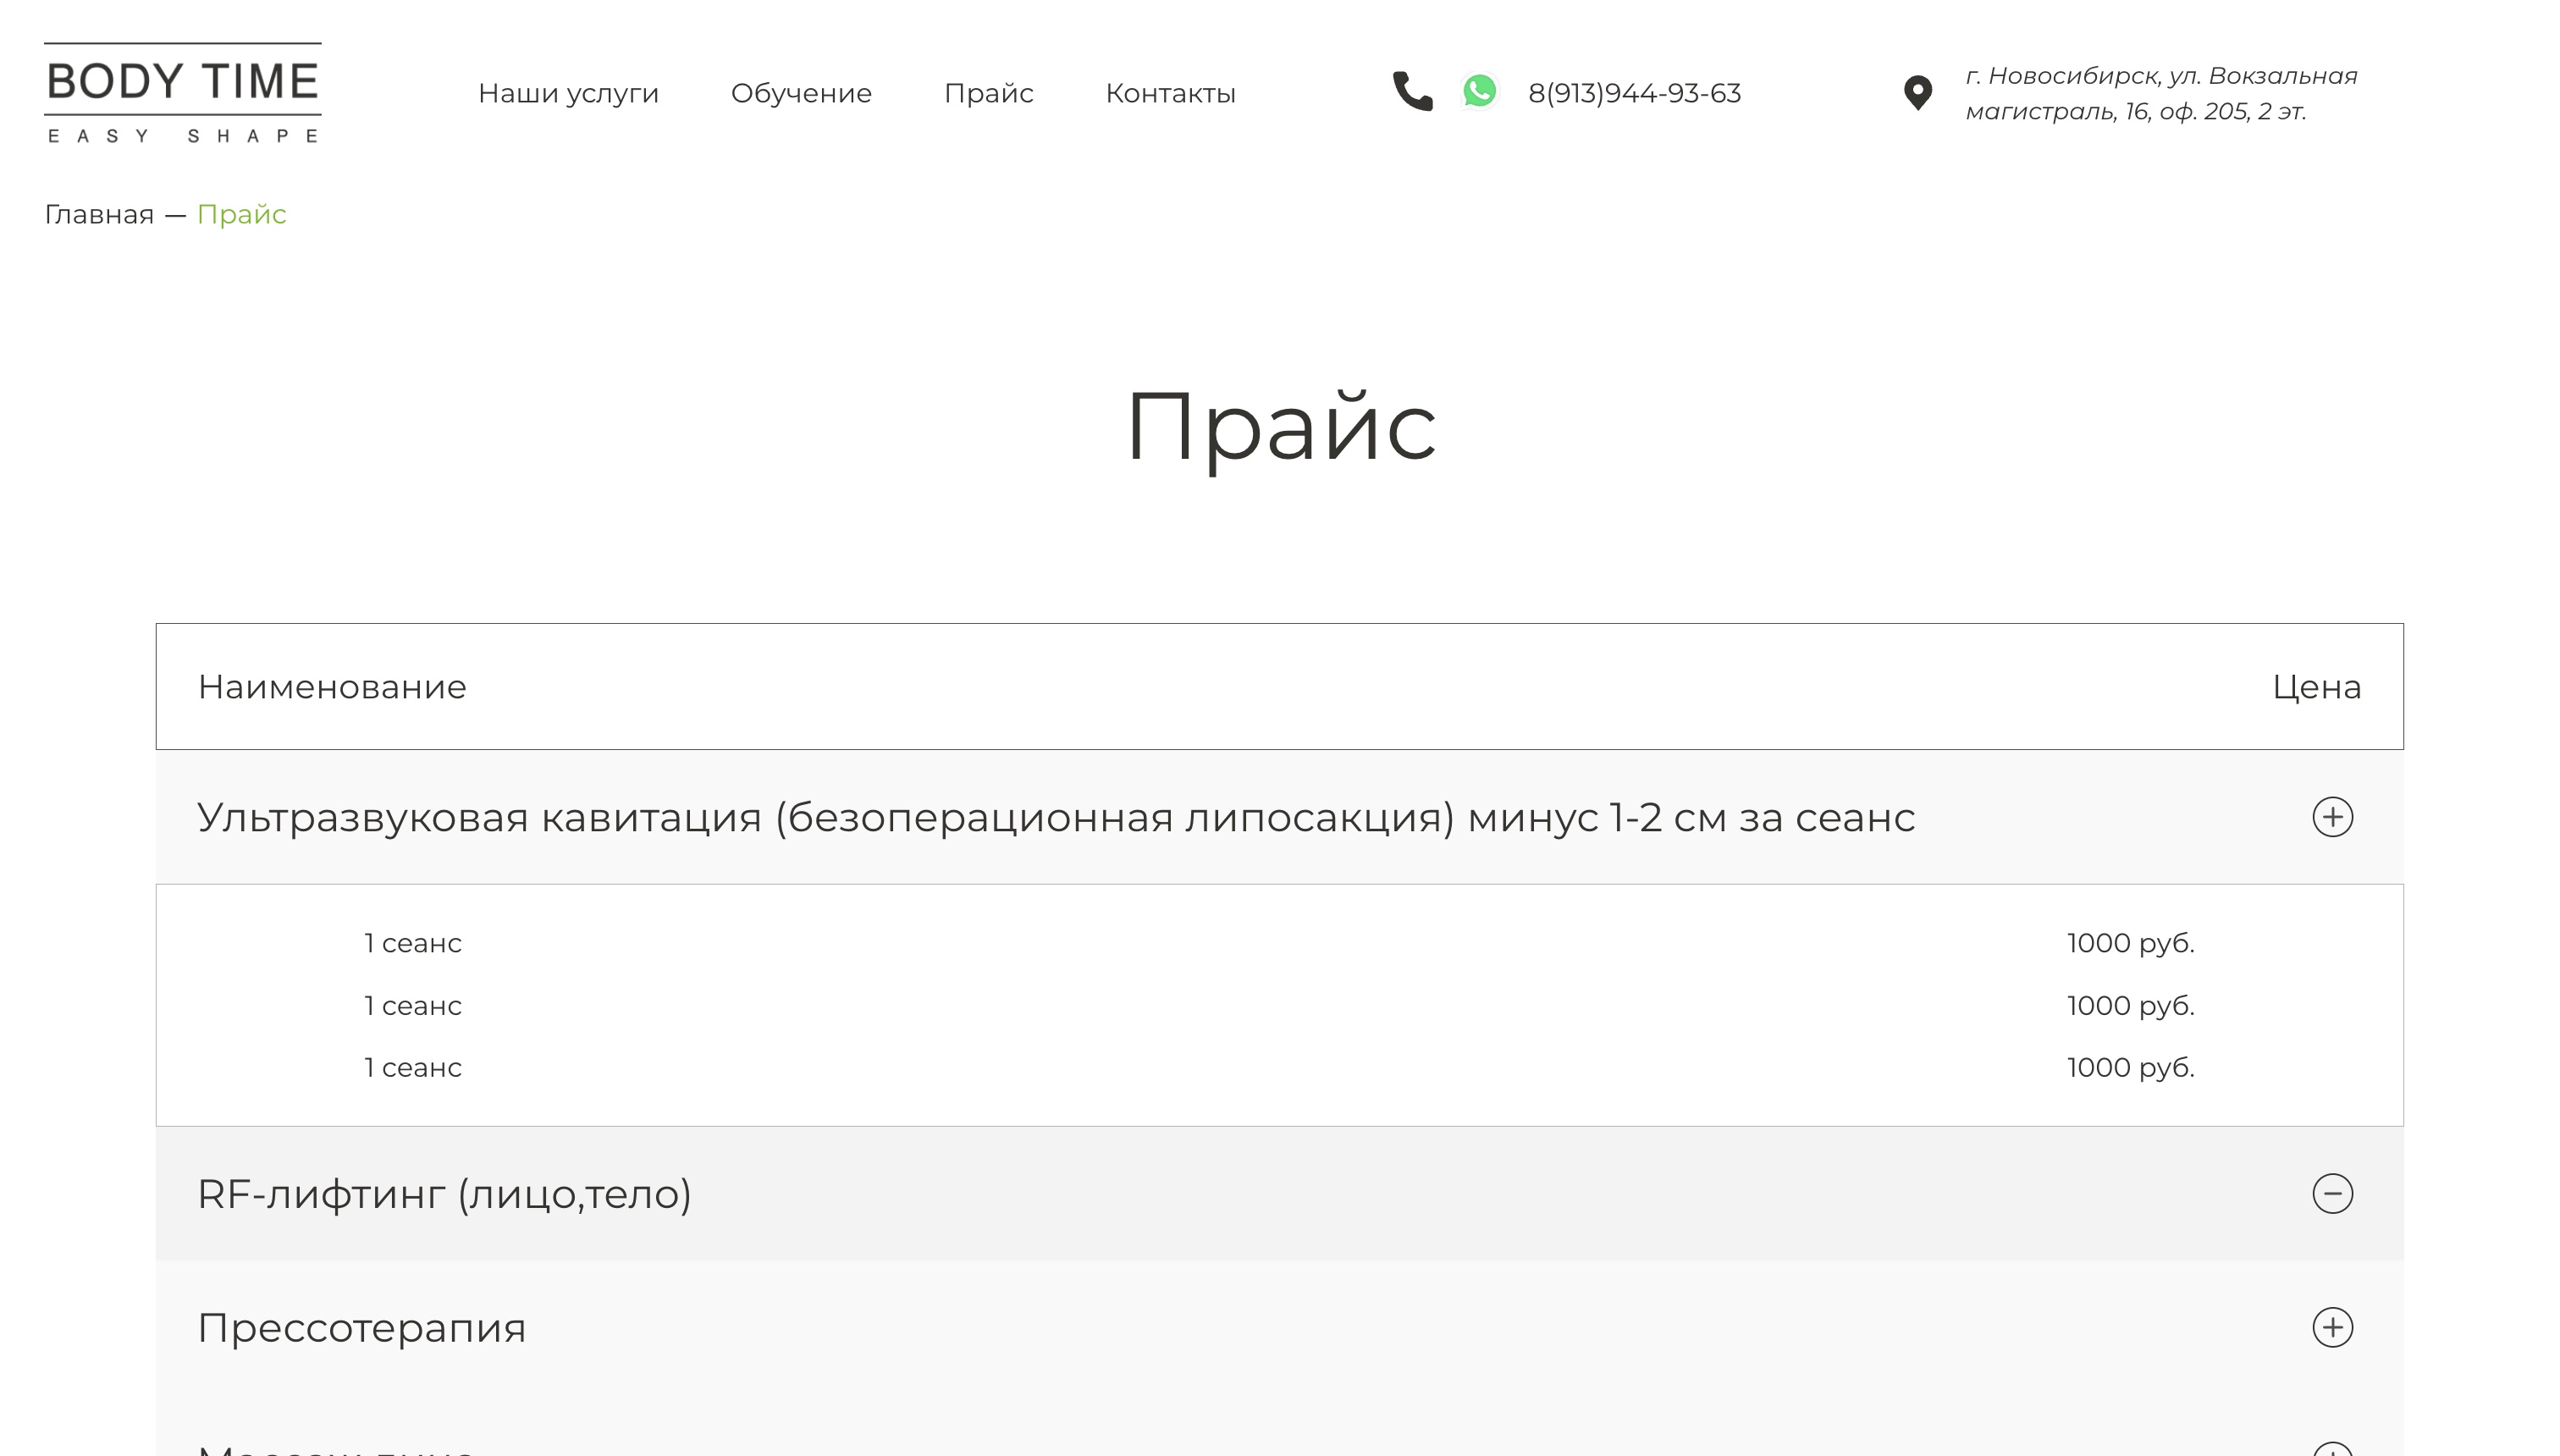 BODY TIME
EASY SHAPE
Наши услуги
Обучение
Прайс
Контакты
8(913)944-93-63
г. Новосибирск, ул. Вокзальная
магистраль, 16, оф. 205, 2 эт.
Главная — Прайс
Прайс
Наименование Цена
Ультразвуковая кавитация (безоперационная липосакция) минус 1-2 см за сеанс
1 сеанс 1000 руб.
1 сеанс 1000 руб.
1 сеанс 1000 руб.
RF-лифтинг (лицо,тело)
Прессотерапия